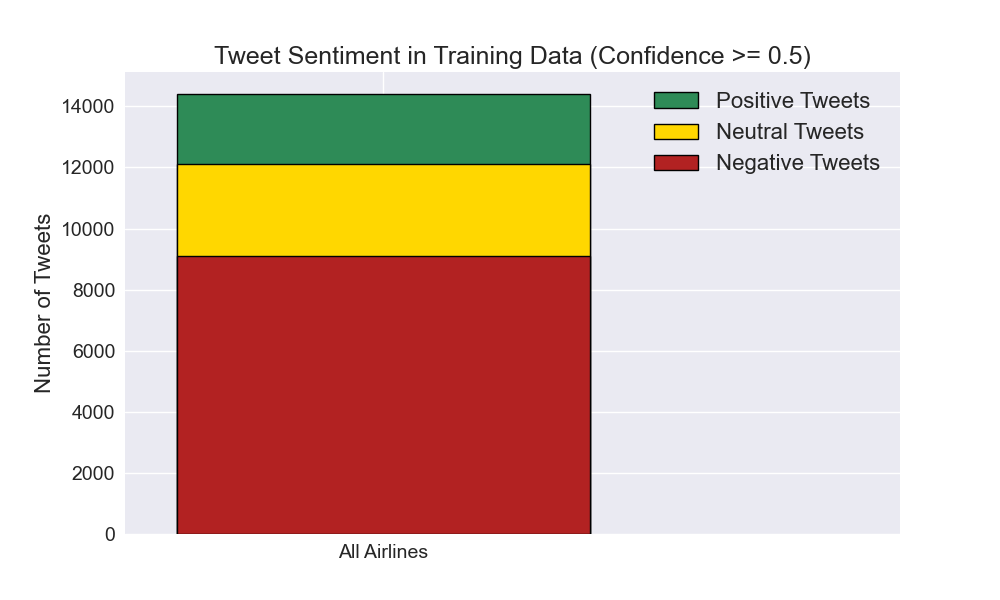 Tweet Sentiment in Training Data (Confidence >= 0.5)
Positive Tweets
Neutral Tweets
Negative Tweets
Number of Tweets
14000
12000
10000
8000
6000
4000
2000
0
All Airlines